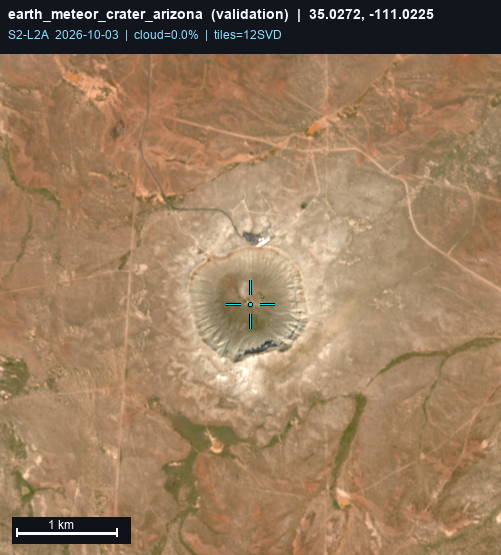 earth_meteor_crater_arizona (validation) | 35.0272, -111.0225
S2-L2A 2026-10-03 | cloud=0.0% | tiles=12SVD
1 km